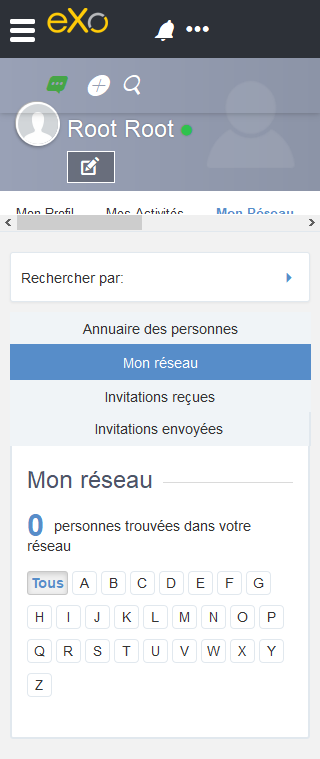 eXo
Root Root
Mon Profil Mes Activités Mon Réseau
Rechercher par:
Annuaire des personnes
Mon réseau
Invitations reçues
Invitations envoyées
Mon réseau
0 personnes trouvées dans votre
réseau
Tous A B C D E F G
H I J K L M N O P
Q R S T U V W X Y
Z